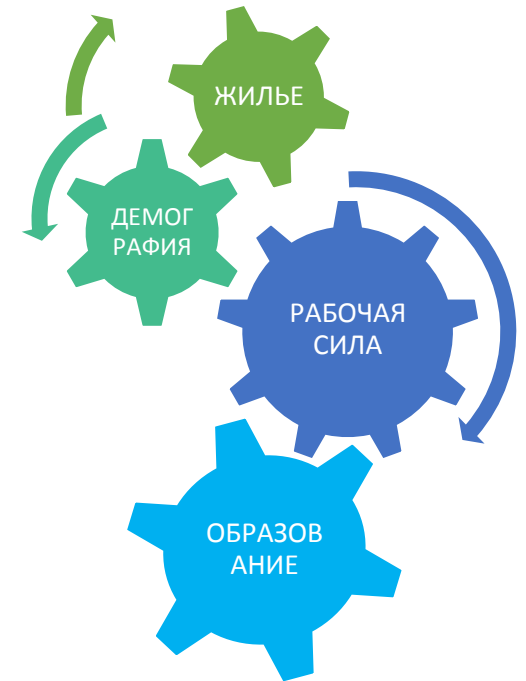 ЖИЛЬЕ
ДЕМОГ
РАФИЯ
РАБОЧАЯ
СИЛА
ОБРАЗОВ
АНИЕ